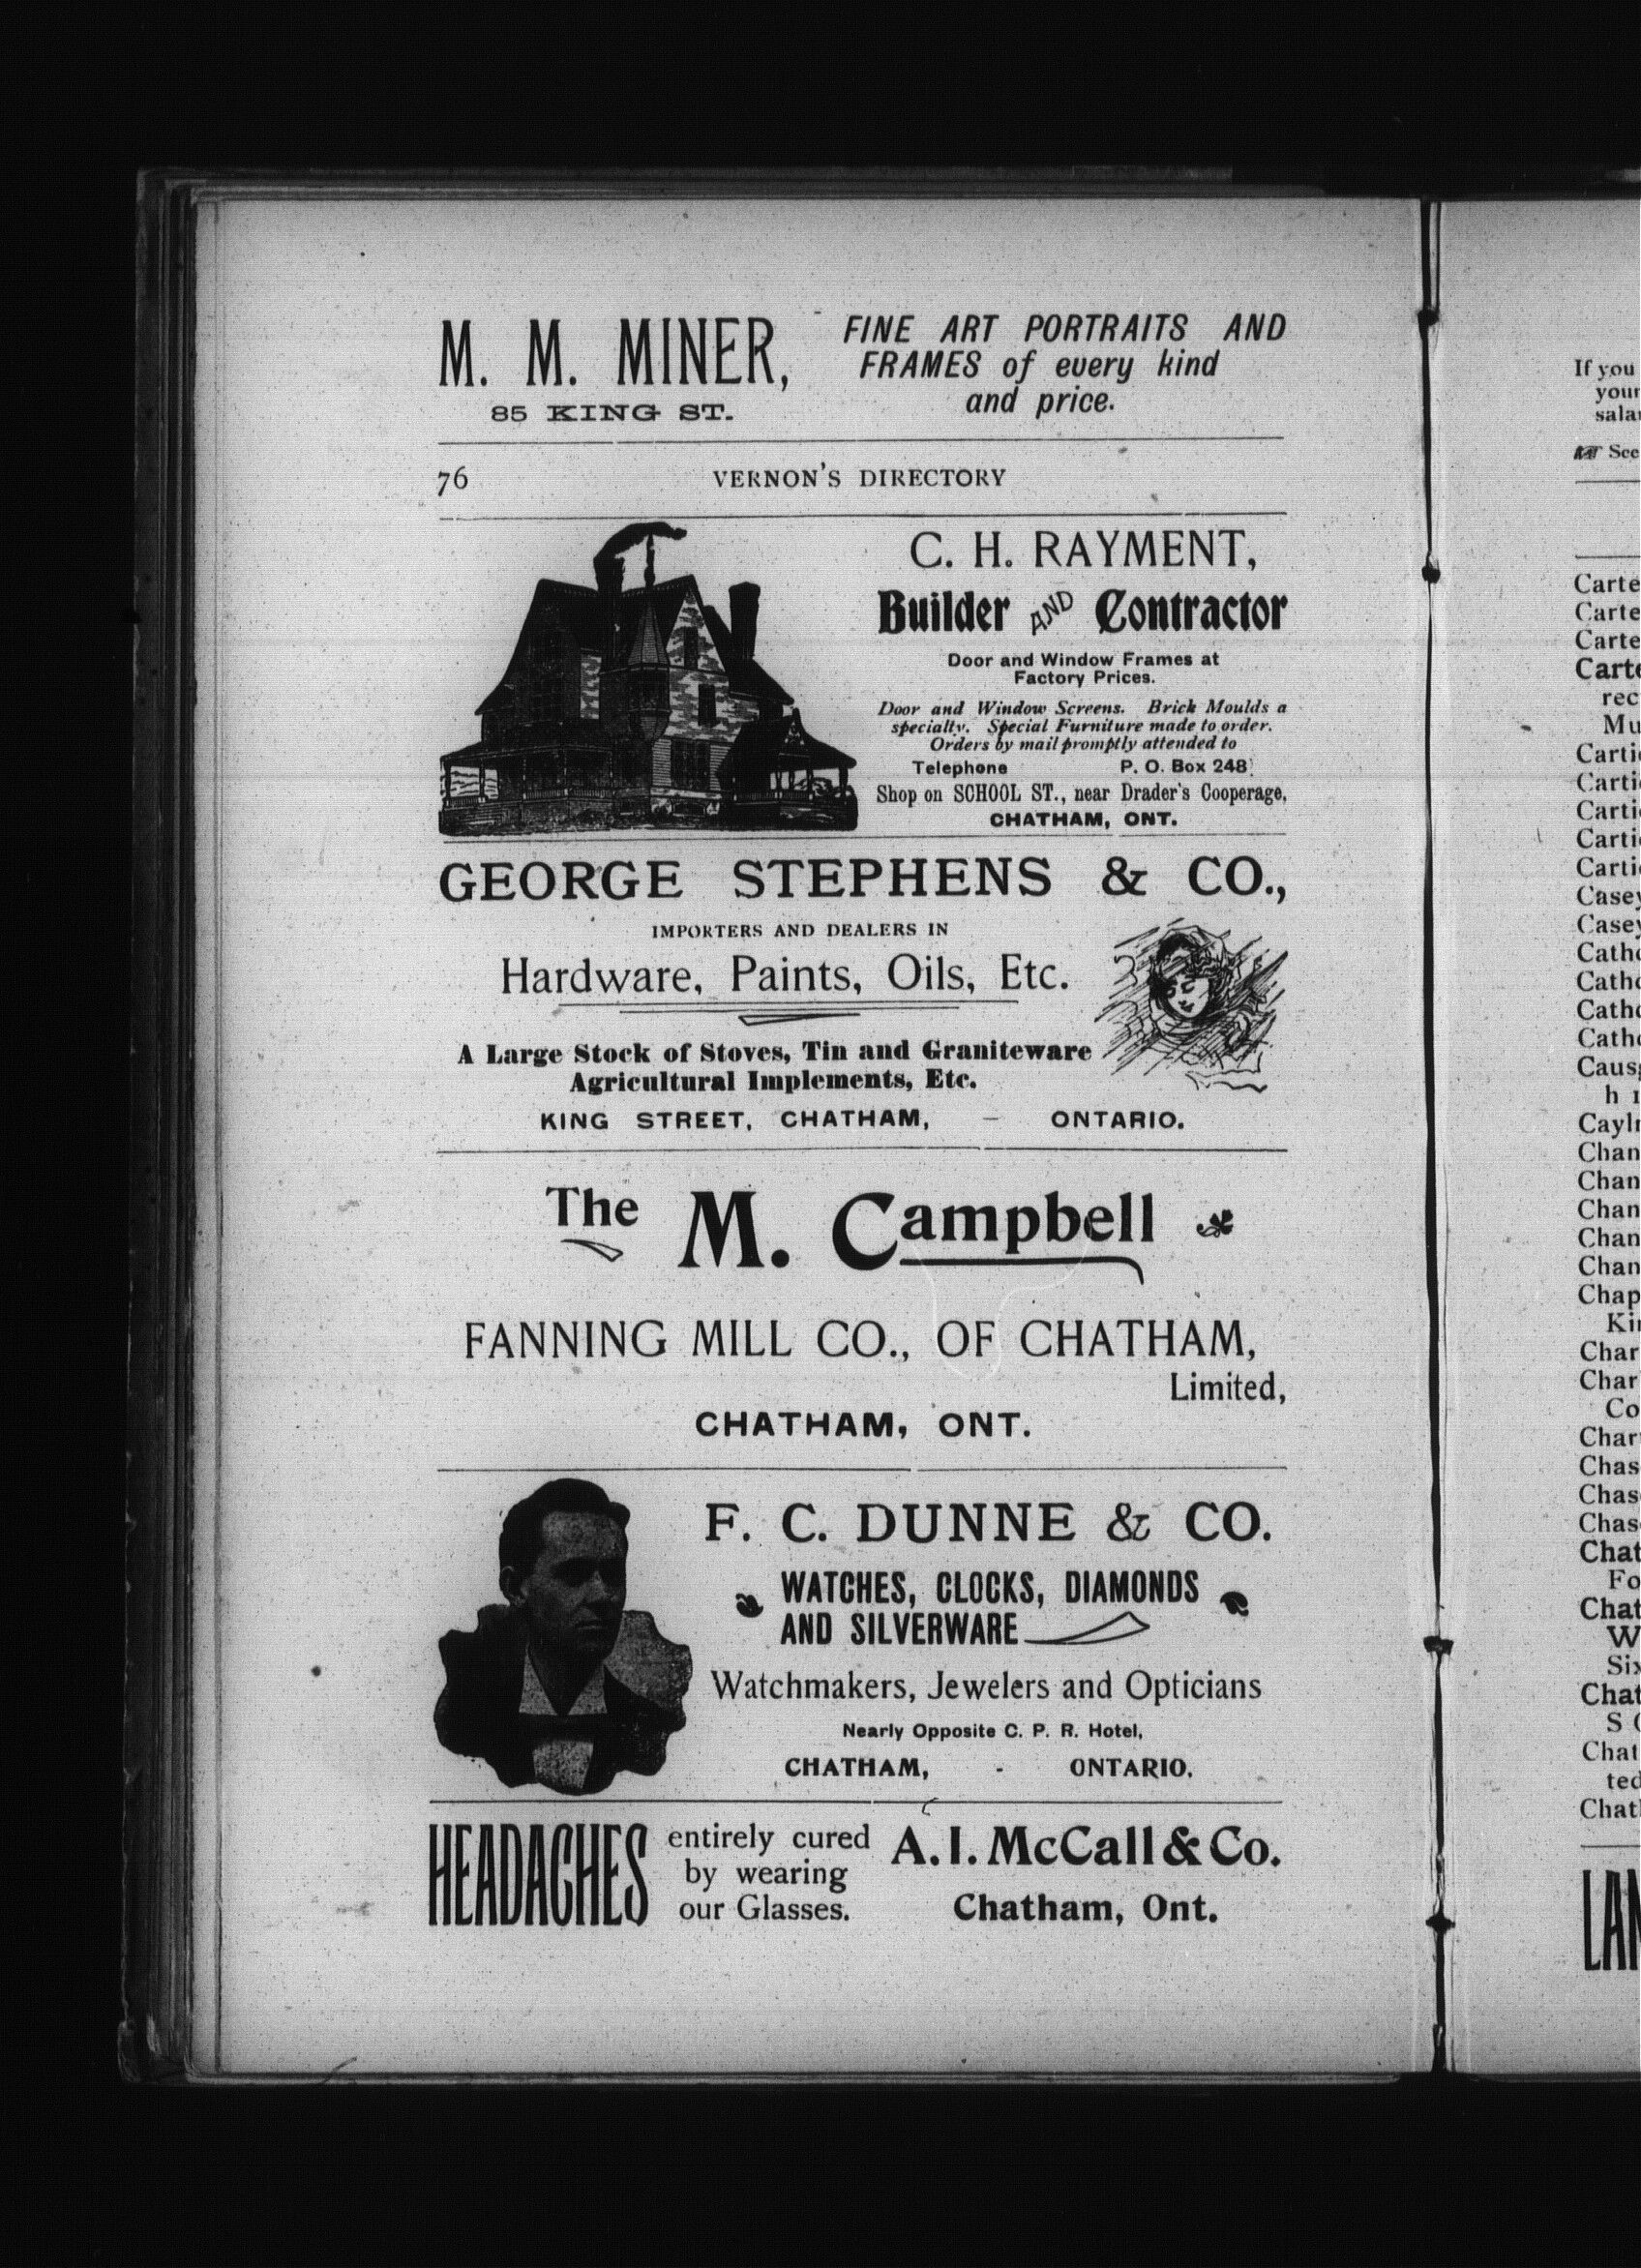 M. M. MINER,
85 KING ST.
FINE ART PORTRAITS AND
FRAMES of every kind
and price.
76 VERNON'S DIRECTORY
C. H. RAYMENT,
Builder AND Contractor
Door and Window Frames at
Factory Prices.
Door and Window Screens. Brick Moulds a
specialty. Special Furniture made to order.
Orders by mail promptly attended to
Telephone P. O. Box 248
Shop on SCHOOL ST., near Drader's Cooperage,
CHATHAM, ONT.
GEORGE STEPHENS & CO.,
IMPORTERS AND DEALERS IN
Hardware, Paints, Oils, Etc.
A Large Stock of Stoves, Tin and Graniteware
Agricultural Implements, Etc.
KING STREET, CHATHAM, - ONTARIO.
The M. Campbell
FANNING MILL CO., OF CHATHAM,
Limited,
CHATHAM, ONT.
F. C. DUNNE & CO.
WATCHES, CLOCKS, DIAMONDS
AND SILVERWARE
Watchmakers, Jewelers and Opticians
Nearly Opposite C. P. R. Hotel,
CHATHAM, - ONTARIO.
HEADACHES
entirely cured
by wearing
our Glasses.
A. I. McCall & Co.
Chatham, Ont.
If you
your
See